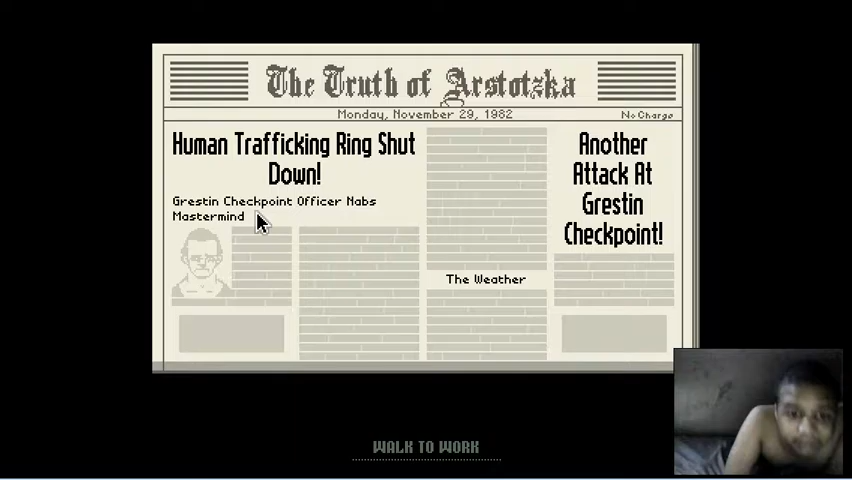 The Truth of Arstotzka
Monday, November 29, 1982
No Charge
Human Trafficking Ring Shut
Down!
Grestin Checkpoint Officer Nabs
Mastermind
The Weather
Another
Attack At
Grestin
Checkpoint!
WALK TO WORK